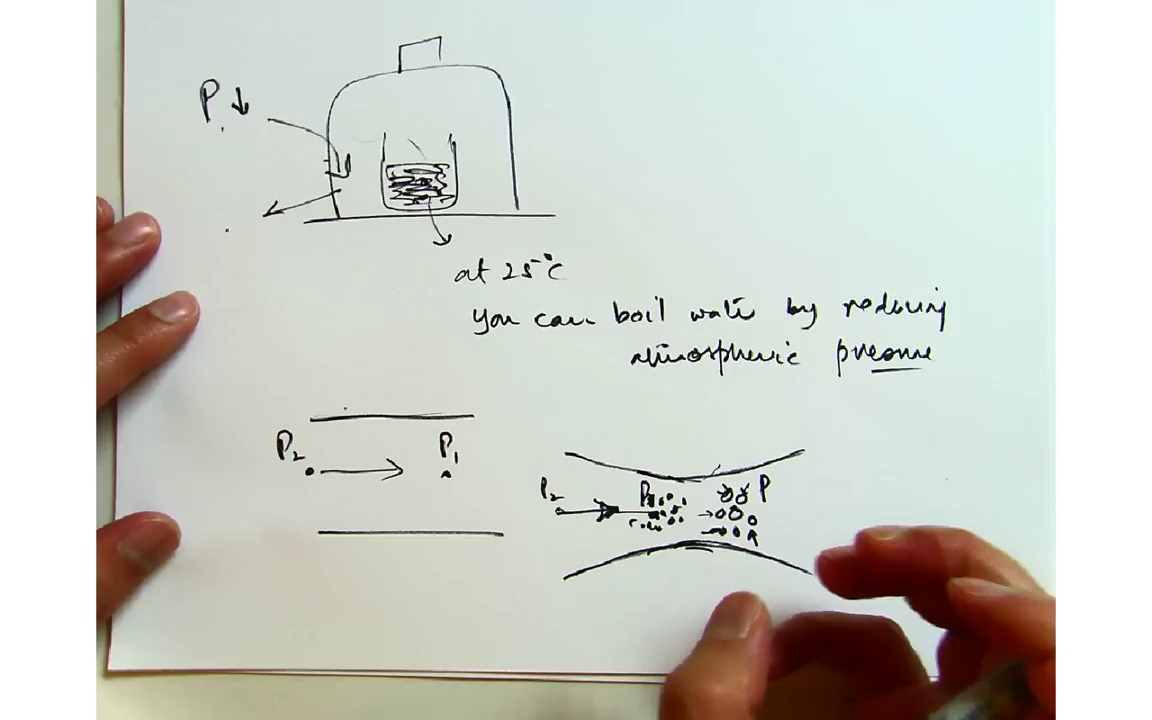 P ↓
at 25°C
you can boil water by reducing
atmospheric pressure
P₂ P₁
P₂ P